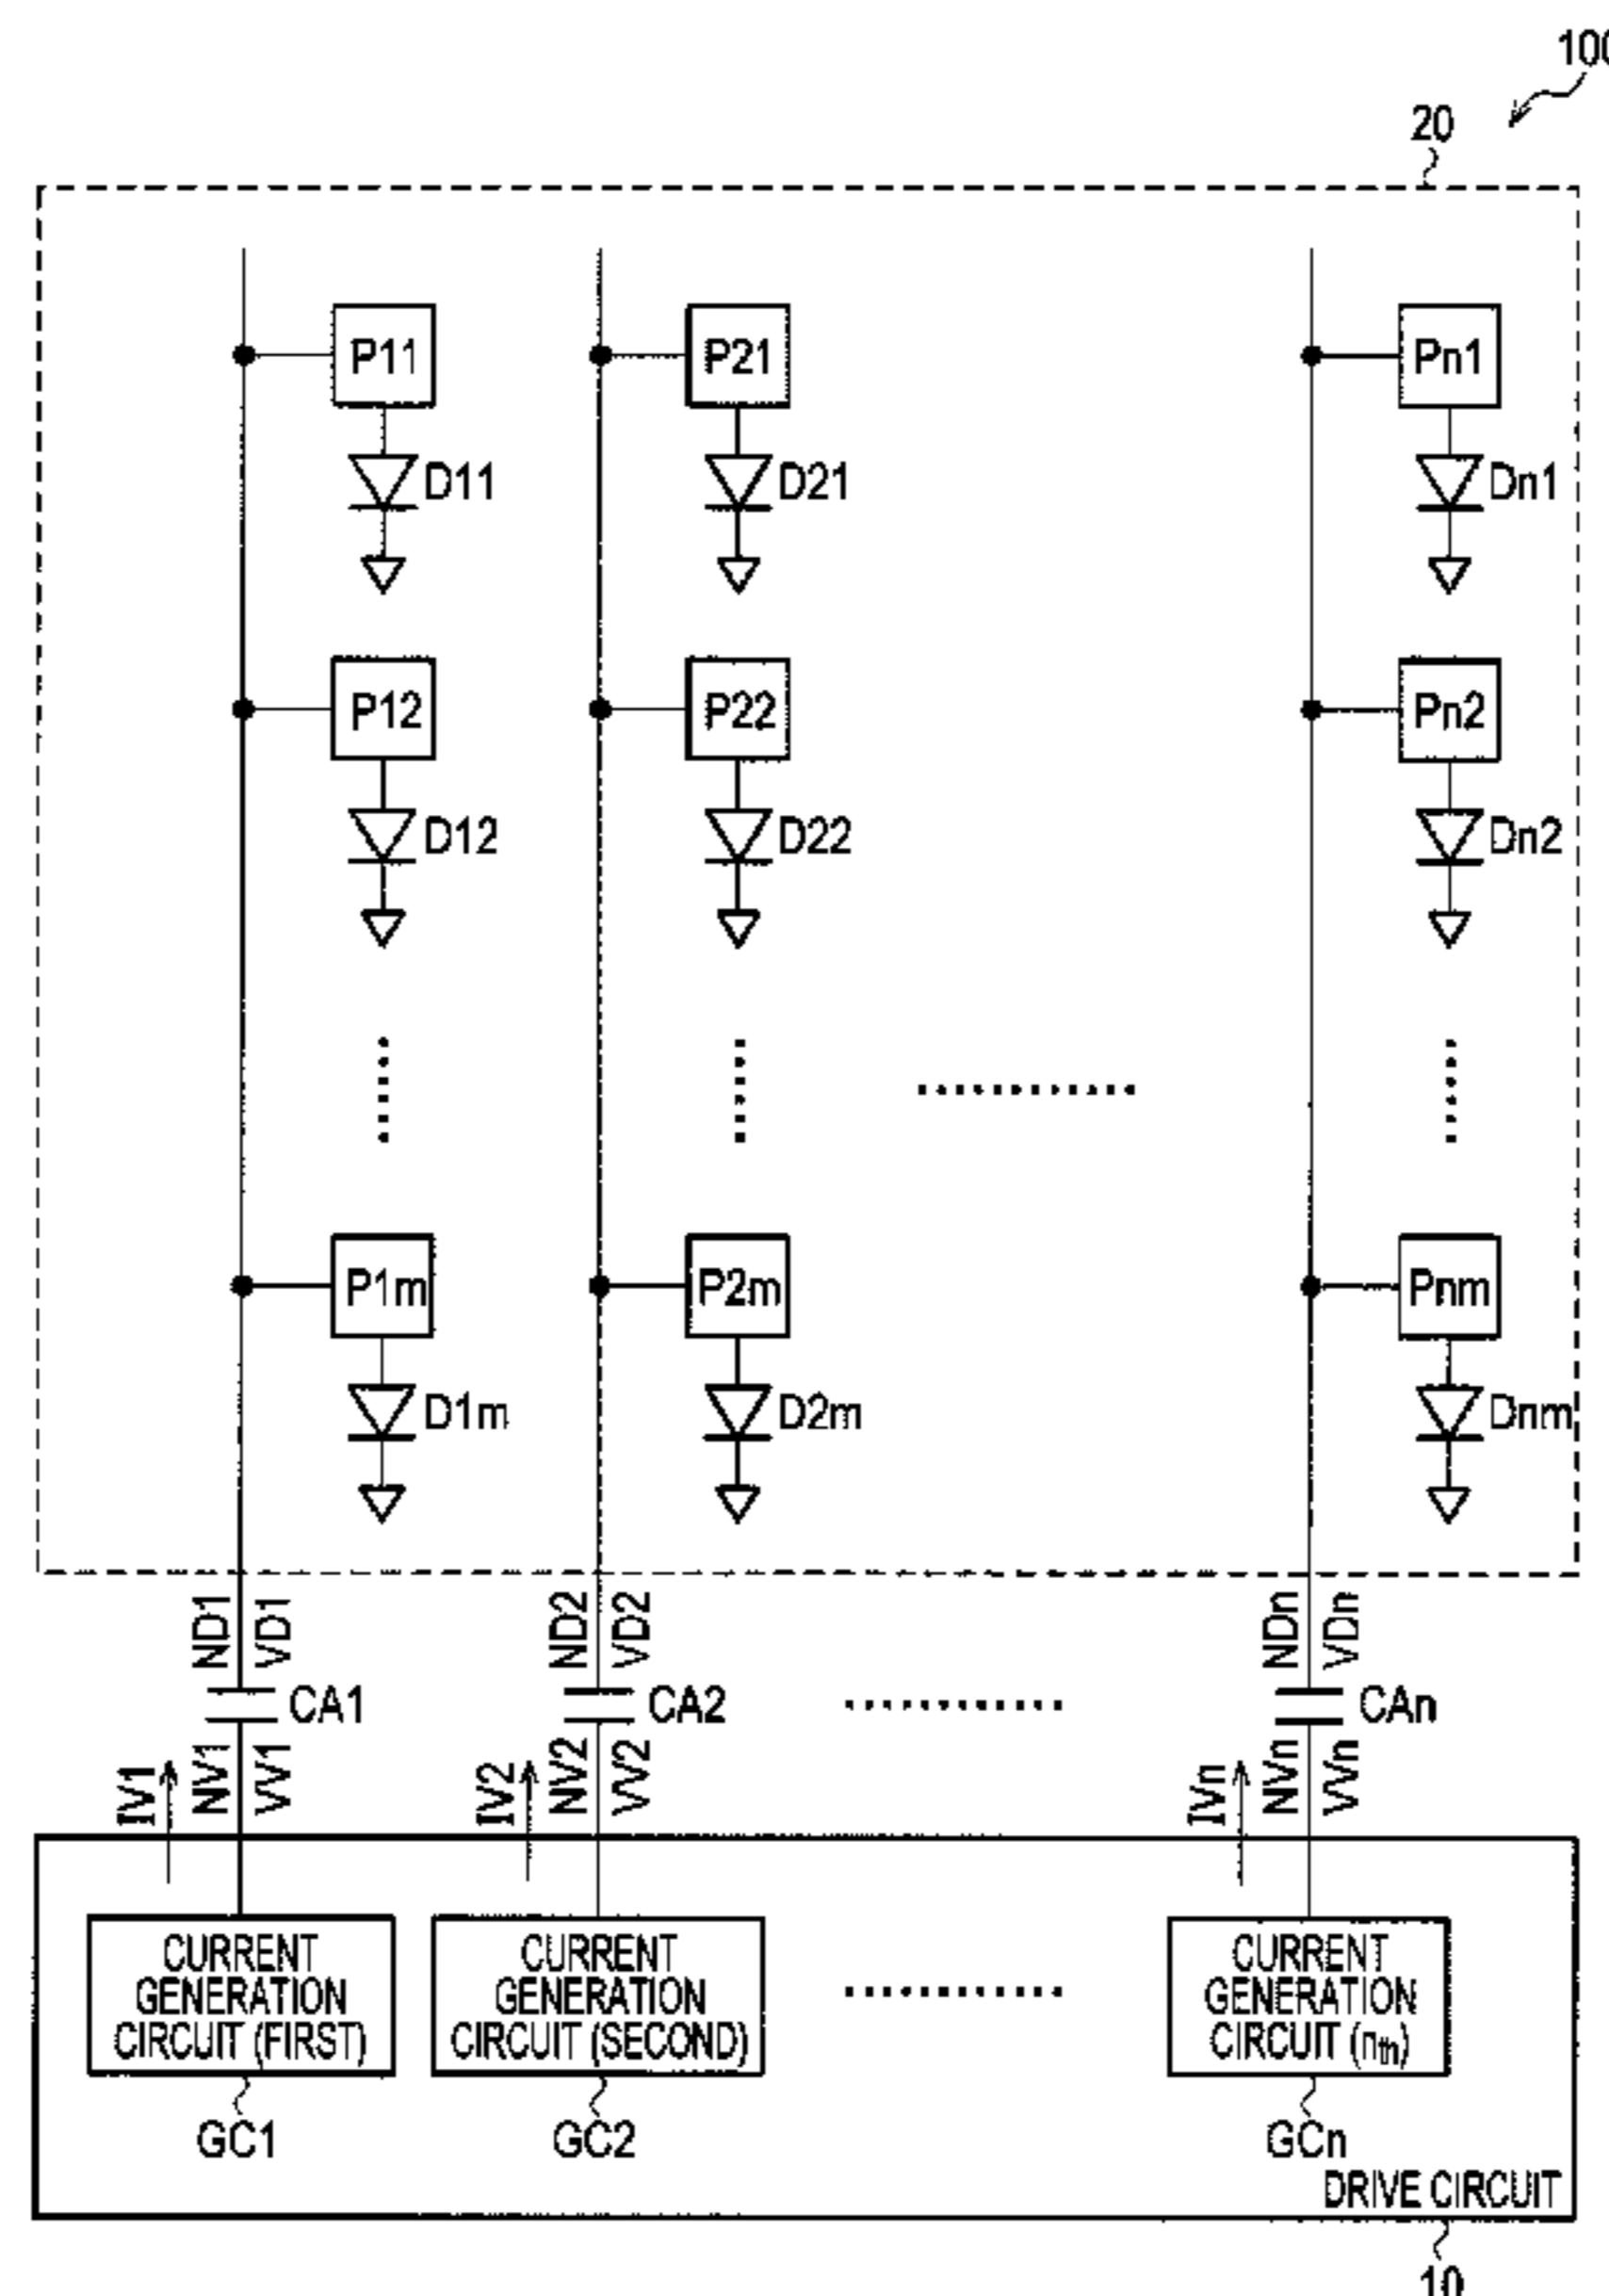 100
20
P11
P21
Pn1
D11
D21
Dn1
P12
P22
Pn2
D12
D22
Dn2
P1m
P2m
Pnm
D1m
D2m
Dnm
ND1
VD1
ND2
VD2
NDn
VDn
CA1
CA2
CAn
IV1
NV1
VV1
IV2
NV2
VV2
IVn
NVn
VVn
CURRENT
GENERATION
CIRCUIT (FIRST)
CURRENT
GENERATION
CIRCUIT (SECOND)
CURRENT
GENERATION
CIRCUIT (nth)
GC1
GC2
GCn
DRIVE CIRCUIT
10